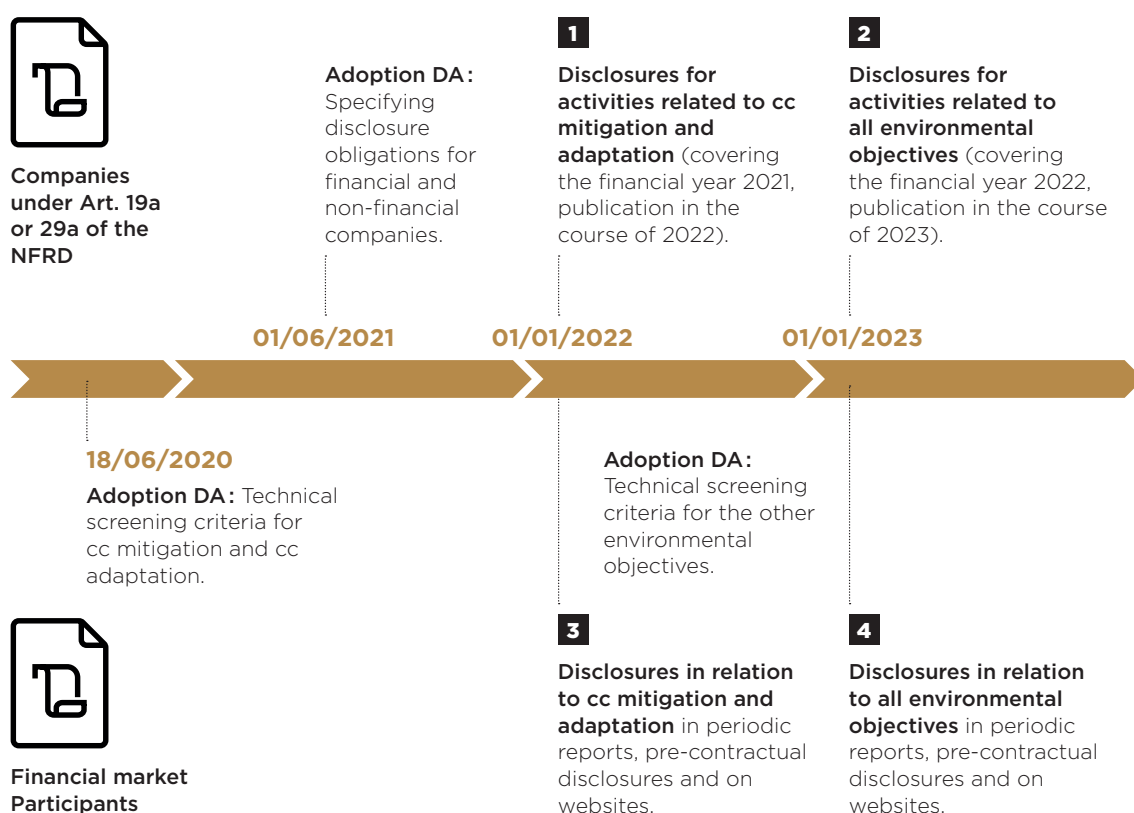 Companies
under Art. 19a
or 29a of the
NFRD
Adoption DA:
Specifying
disclosure
obligations for
financial and
non-financial
companies.
1
Disclosures for
activities related to cc
mitigation and
adaptation (covering
the financial year 2021,
publication in the
course of 2022).
2
Disclosures for
activities related to
all environmental
objectives (covering
the financial year 2022,
publication in the course
of 2023).
01/06/2021
01/01/2022
01/01/2023
18/06/2020
Adoption DA: Technical
screening criteria for
cc mitigation and cc
adaptation.
Adoption DA:
Technical screening
criteria for the other
environmental
objectives.
Financial market
Participants
3
Disclosures in relation
to cc mitigation and
adaptation in periodic
reports, pre-contractual
disclosures and on
websites.
4
Disclosures in relation
to all environmental
objectives in periodic
reports, pre-contractual
disclosures and on
websites.